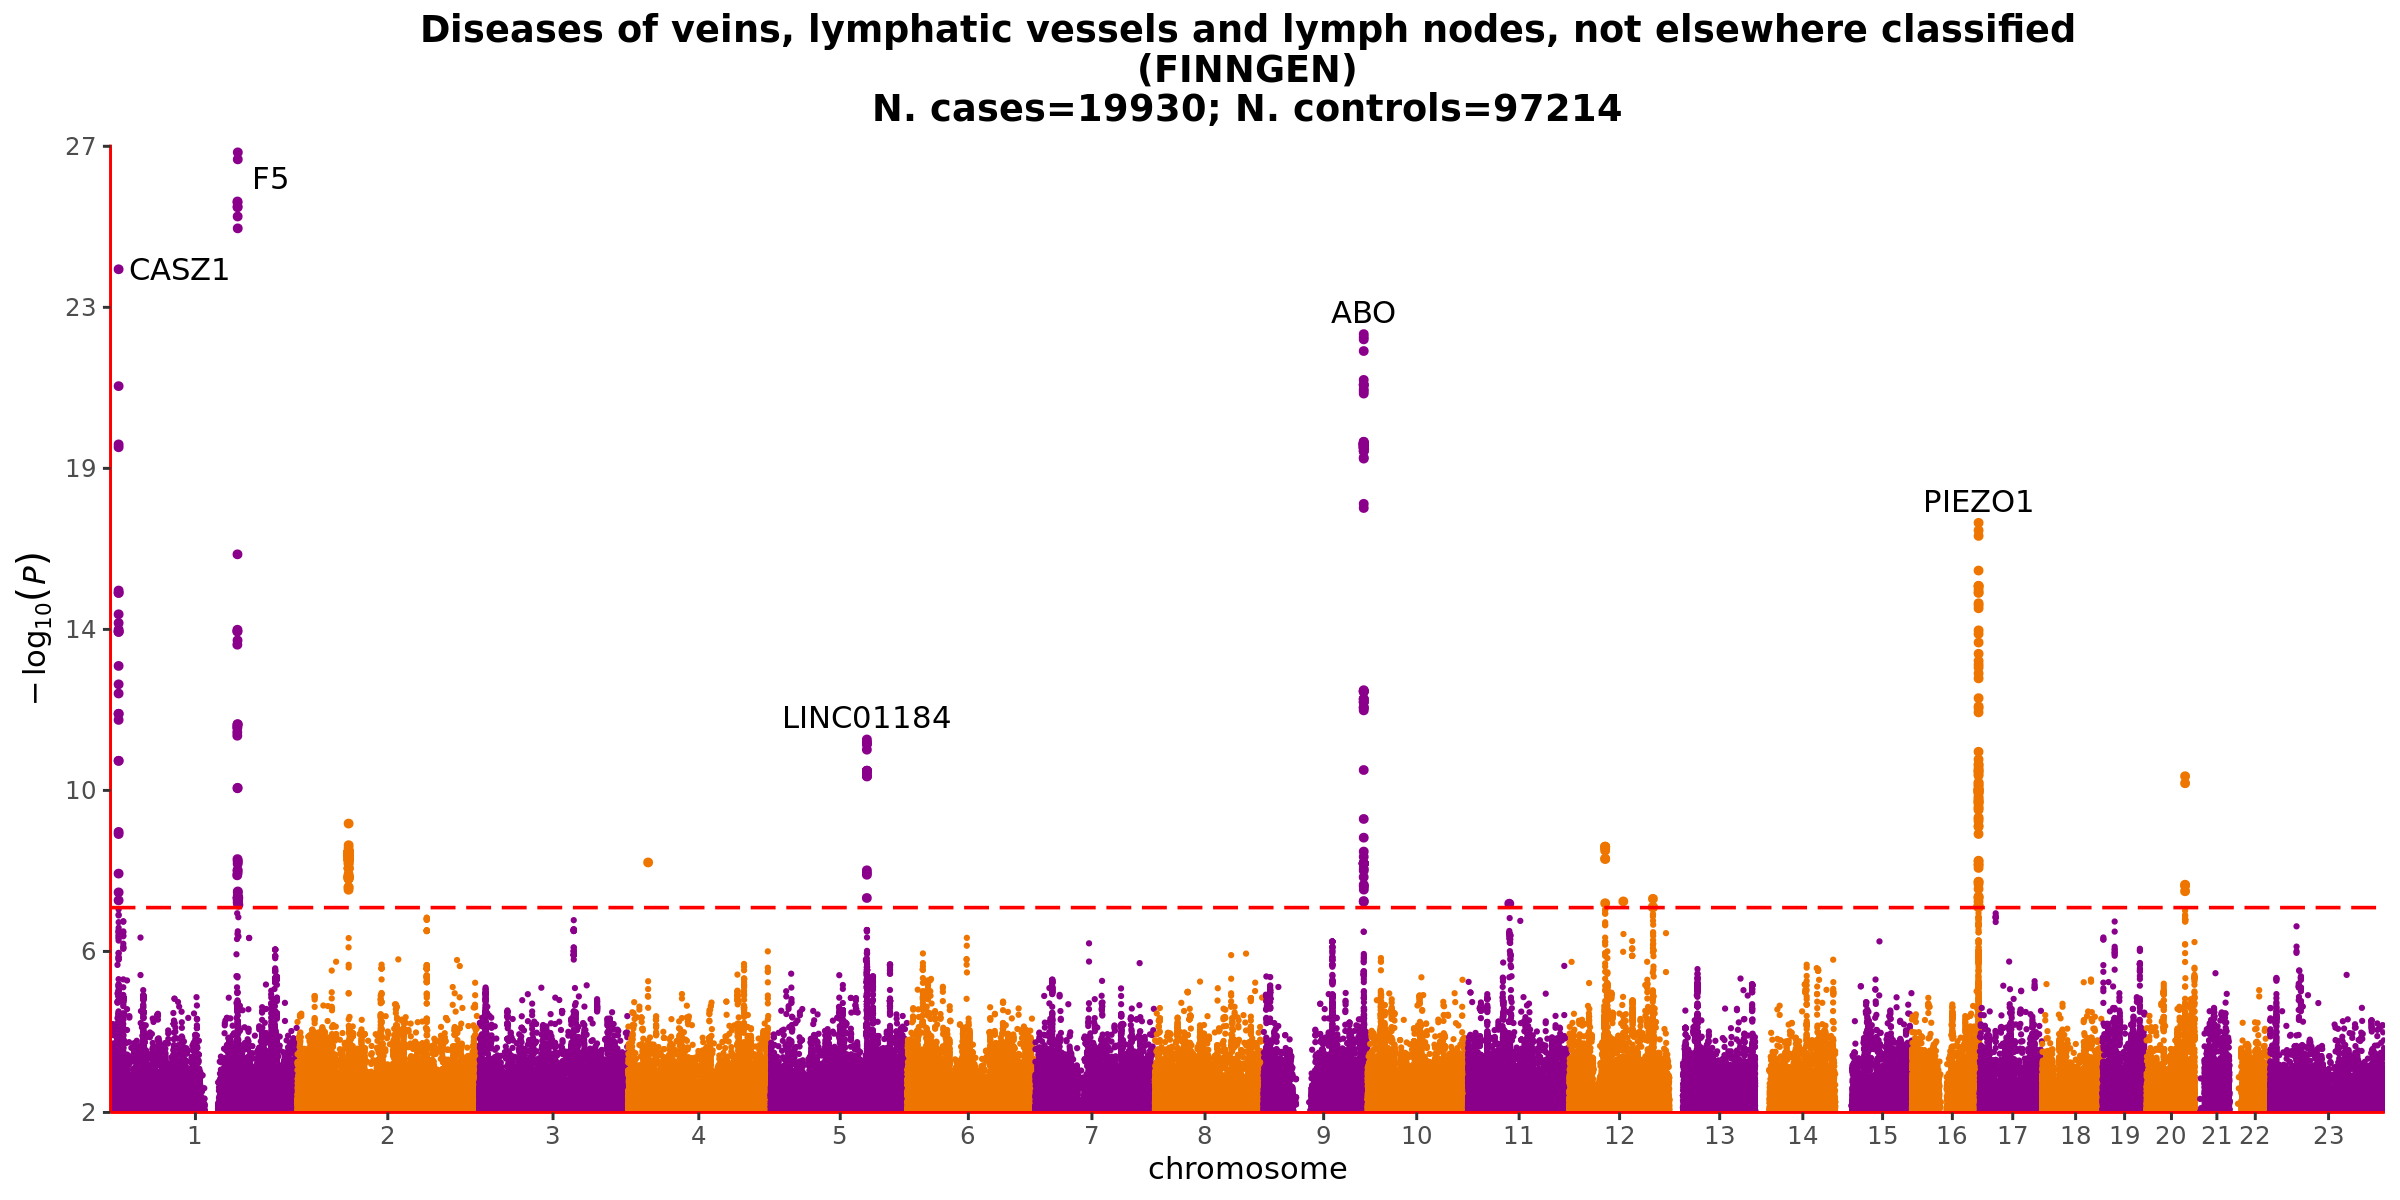 Diseases of veins, lymphatic vessels and lymph nodes, not elsewhere classified
(FINNGEN)
N. cases=19930; N. controls=97214
27
F5
CASZ1
23
ABO
19
PIEZO1
−log10(P)
14
LINC01184
10
6
2
1 2 3 4 5 6 7 8 9 10 11 12 13 14 15 16 17 18 19 20 21 22 23
chromosome